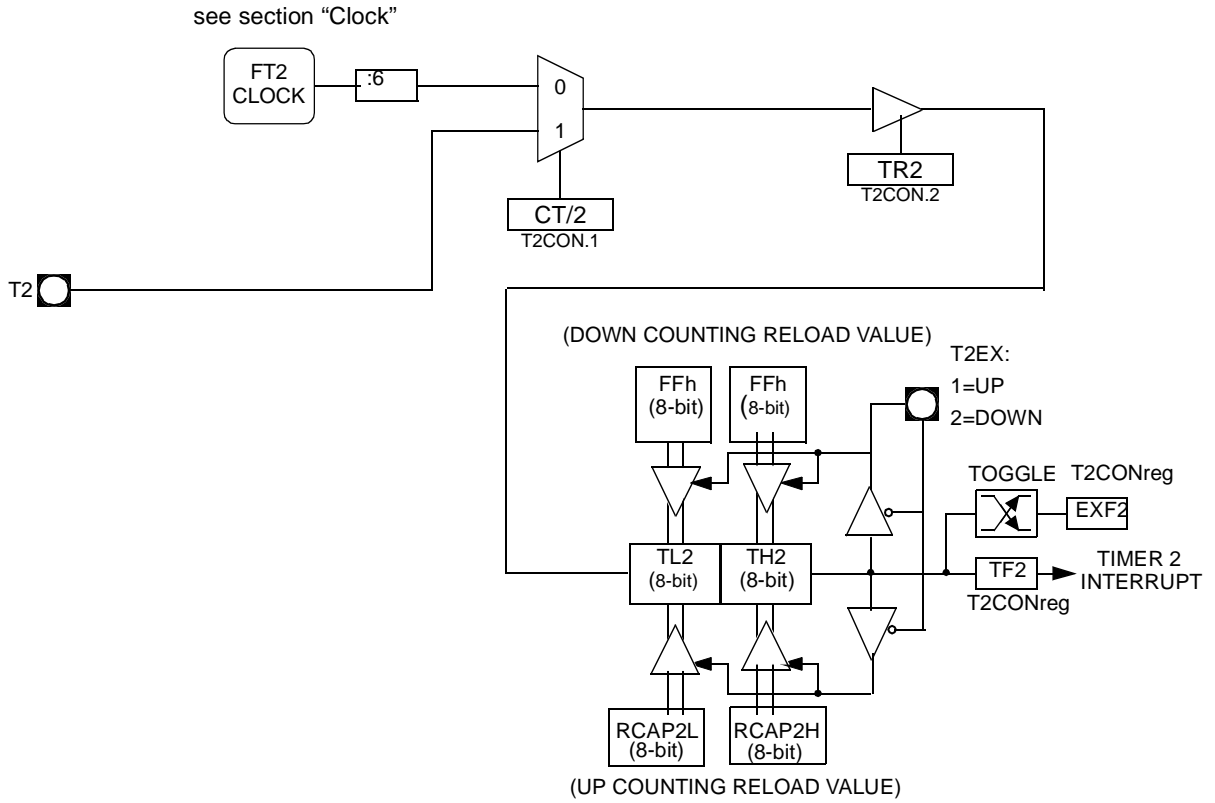 see section “Clock”
FT2
CLOCK
:6
0
1
TR2
T2CON.2
CT/2
T2CON.1
T2
(DOWN COUNTING RELOAD VALUE)
T2EX:
1=UP
2=DOWN
FFh
(8-bit)
FFh
(8-bit)
TOGGLE
T2CONreg
EXF2
TL2
(8-bit)
TH2
(8-bit)
TF2
T2CONreg
TIMER 2
INTERRUPT
RCAP2L
(8-bit)
RCAP2H
(8-bit)
(UP COUNTING RELOAD VALUE)